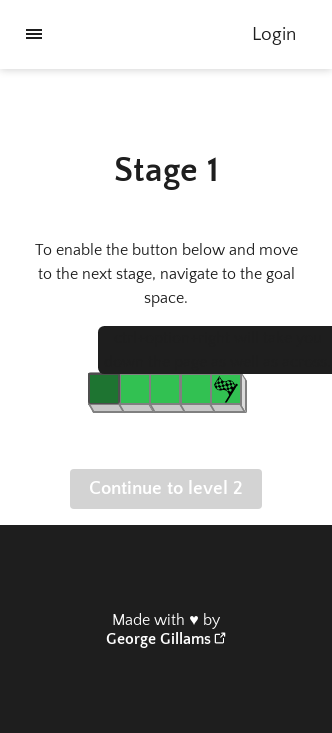 Login
Stage 1
To enable the button below and move
to the next stage, navigate to the goal
space.
Continue to level 2
Made with ♥ by
George Gillams